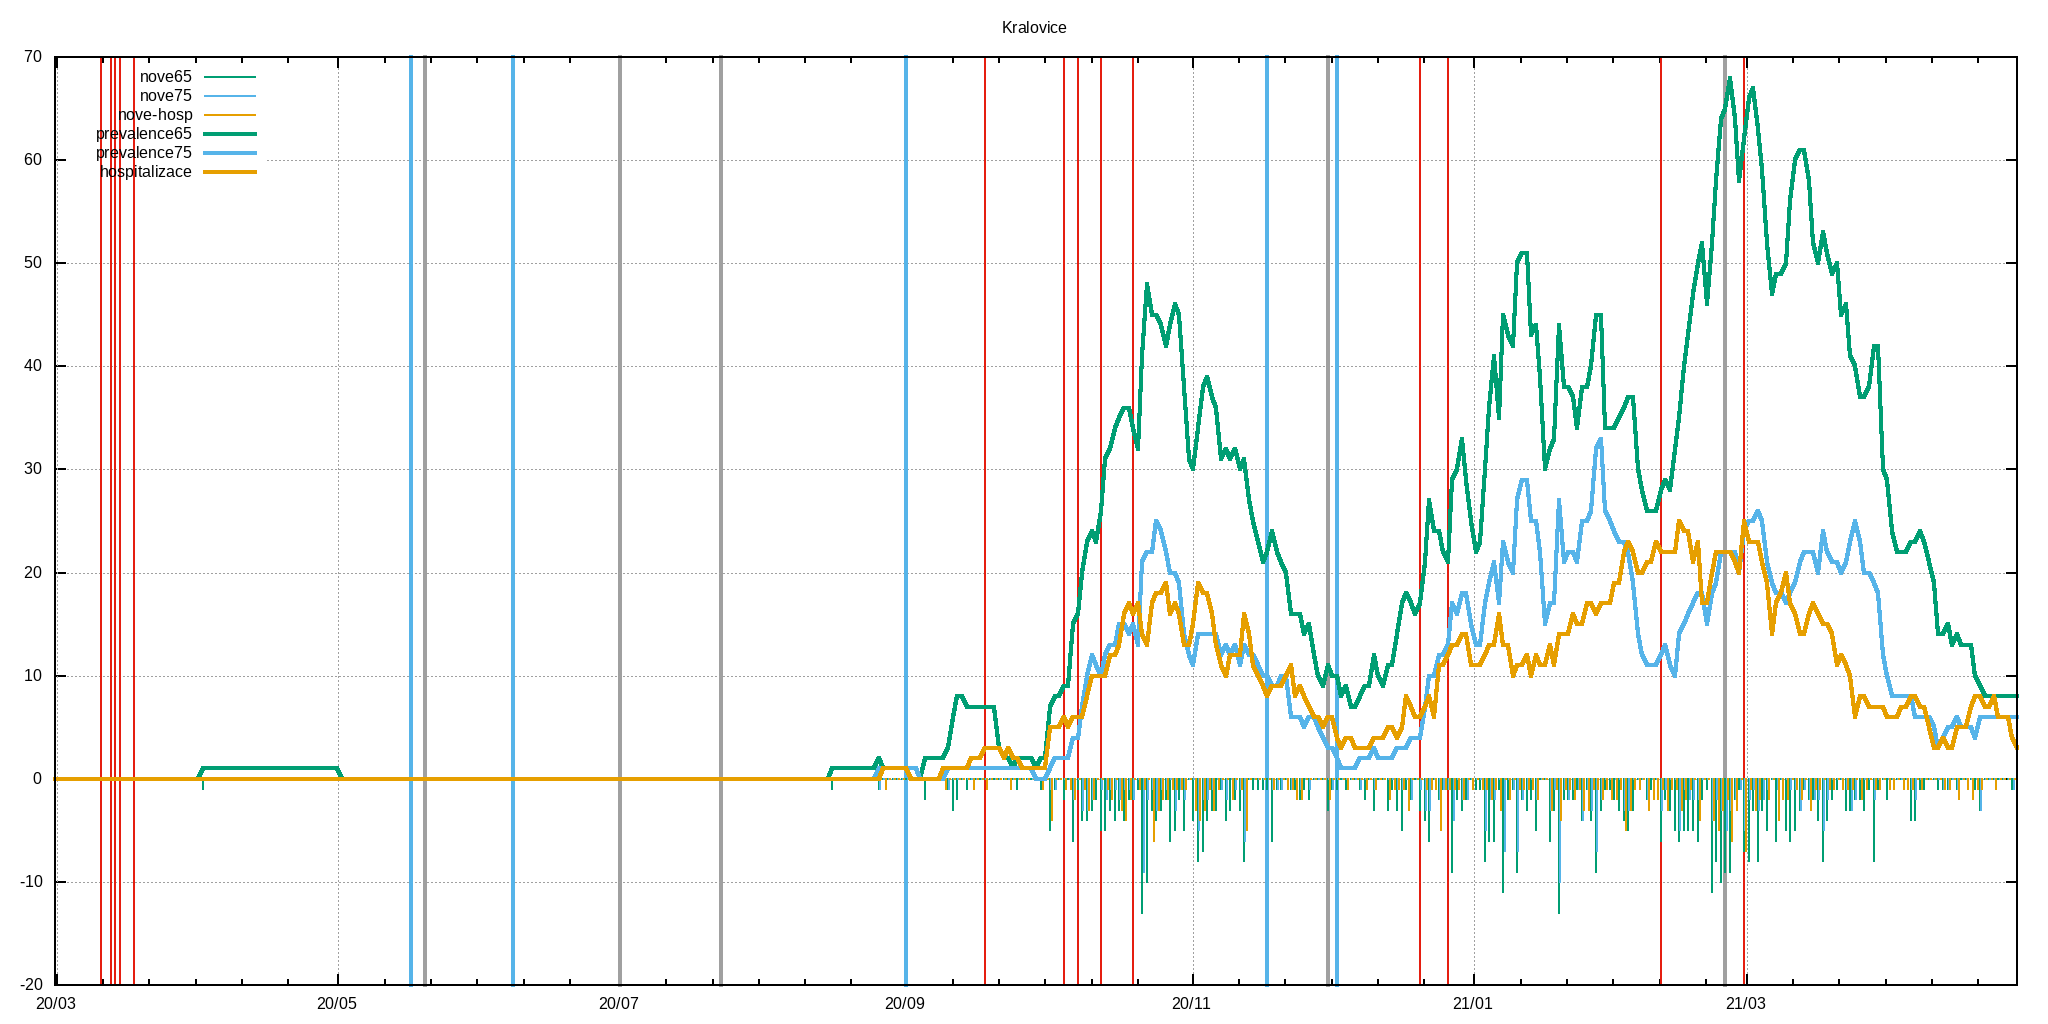 Kralovice
70
60
50
40
30
20
10
0
-10
-20
nove65
nove75
nove-hosp
prevalence65
prevalence75
hospitalizace
20/03 20/05 20/07 20/09 20/11 21/01 21/03